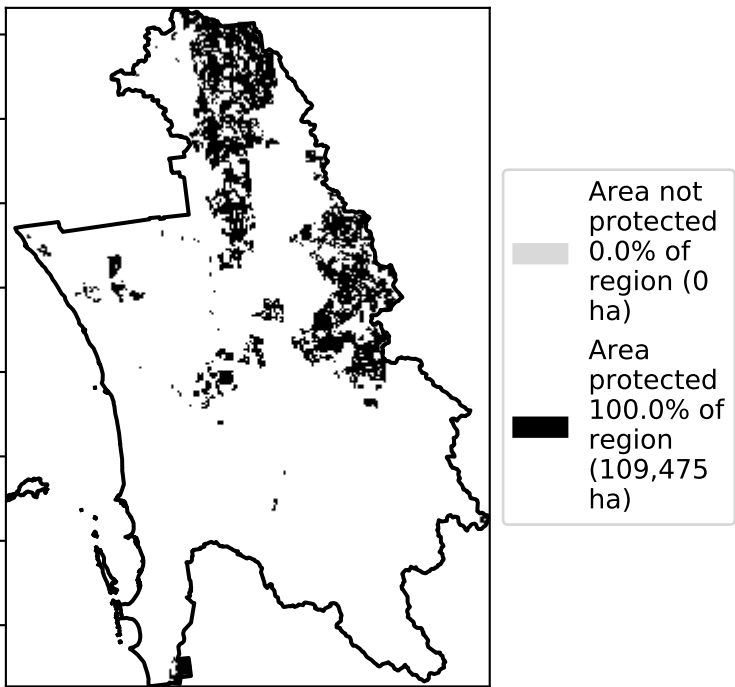 Area not
protected
0.0% of
region (0
ha)
Area
protected
100.0% of
region
(109,475
ha)